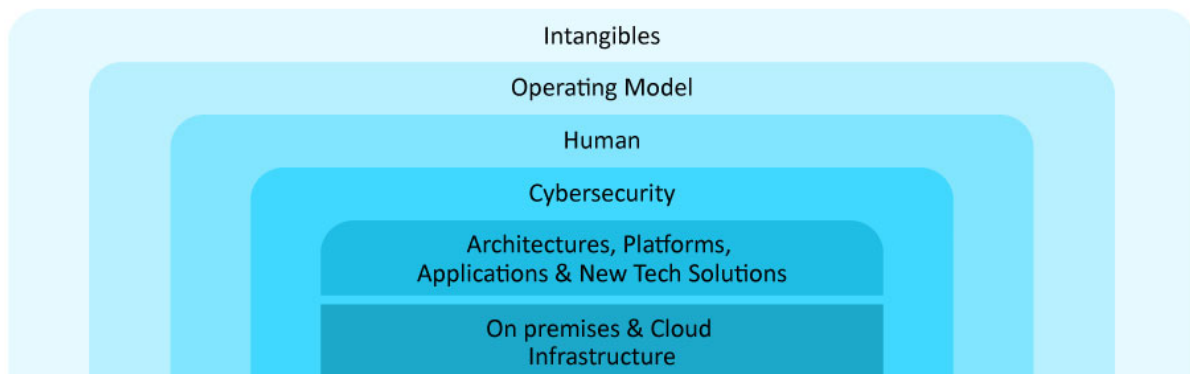 Intangibles
Operating Model
Human
Cybersecurity
Architectures, Platforms,
Applications & New Tech Solutions
On premises & Cloud
Infrastructure